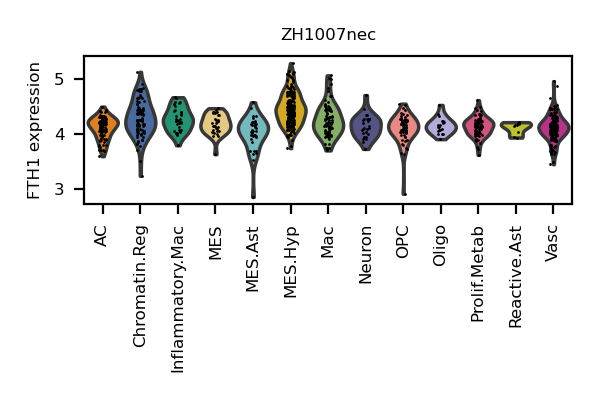 ZH1007nec
FTH1 expression
5
4
3
AC
Chromatin.Reg
Inflammatory.Mac
MES
MES.Ast
MES.Hyp
Mac
Neuron
OPC
Oligo
Prolif.Metab
Reactive.Ast
Vasc